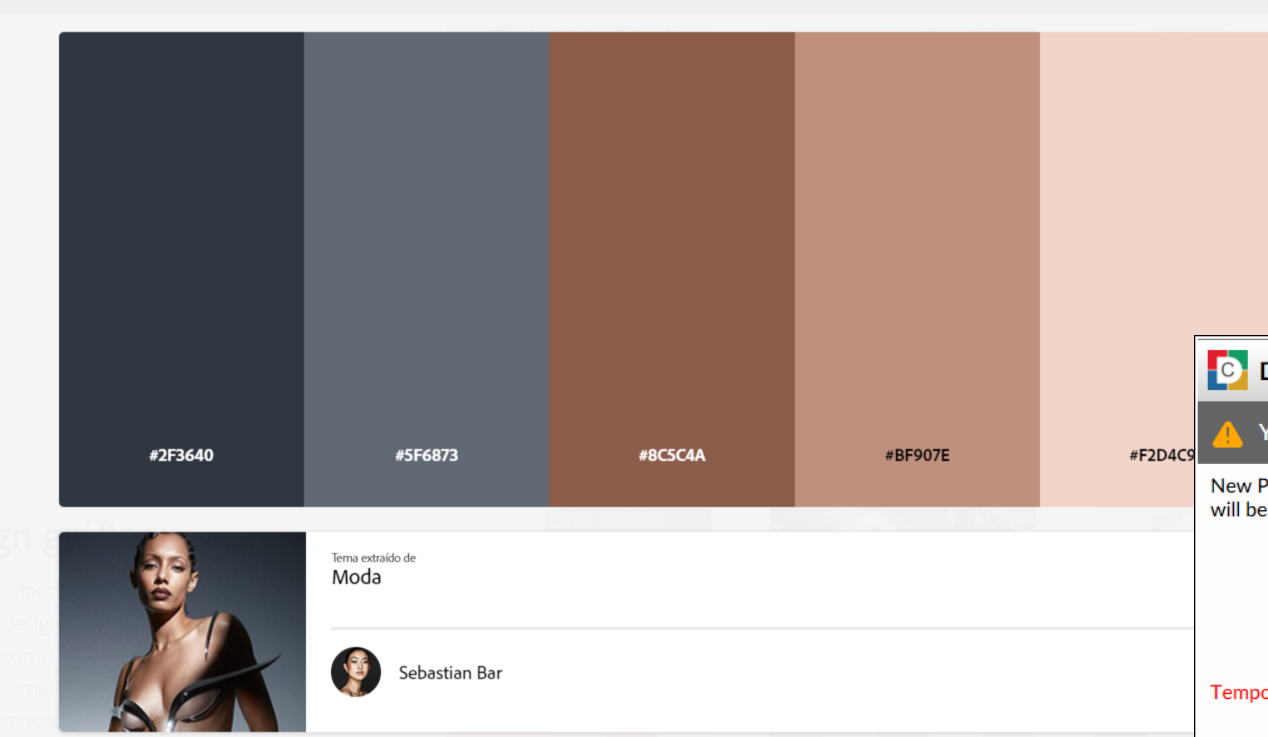 #2F3640
#5F6873
#8C5C4A
#BF907E
#F2D4C9
C
New P
will be
Tema extraído de
Moda
Sebastian Bar
Tempo